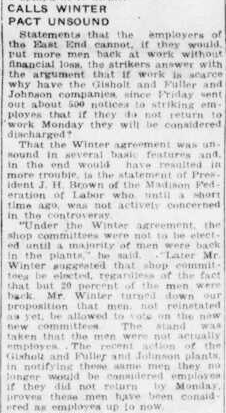 CALLS WINTER
PACT UNSOUND
Statements that the employers of
the East End cannot, if they would,
put more men back at work without
financial loss, the strikers answer with
the argument that if work is scarce
why have the Gisholt and Fuller and
Johnson companies, since Friday sent
out about 500 notices to striking em-
ployes that if they do not return to
work Monday they will be considered
discharged?
That the Winter agreement was un-
sound in several basic features and,
in the end would have resulted in
more trouble, is the statement of Pres-
ident J. H. Brown of the Madison Fed-
eration of Labor who until a short
time ago, was not actively concerned
in the controversy.
"Under the Winter agreement, the
shop committees were not to be elect-
ed until a majority of men were back
in the plants," he said. "Later Mr.
Winter suggested that shop commit-
tees be elected, regardless of the fact
that but 20 percent of the men were
back. Mr. Winter turned down our
proposition that men, not reinstated
as yet, be allowed to vote on the new
new committees. The stand was
taken that the men were not actually
employes. The recent action of the
Gisholt and Fuller and Johnson plants,
in notifying these same men they no
longer would be considered employes
if they did not return by Monday,
proves these men have been consid-
ered as employes up to now.